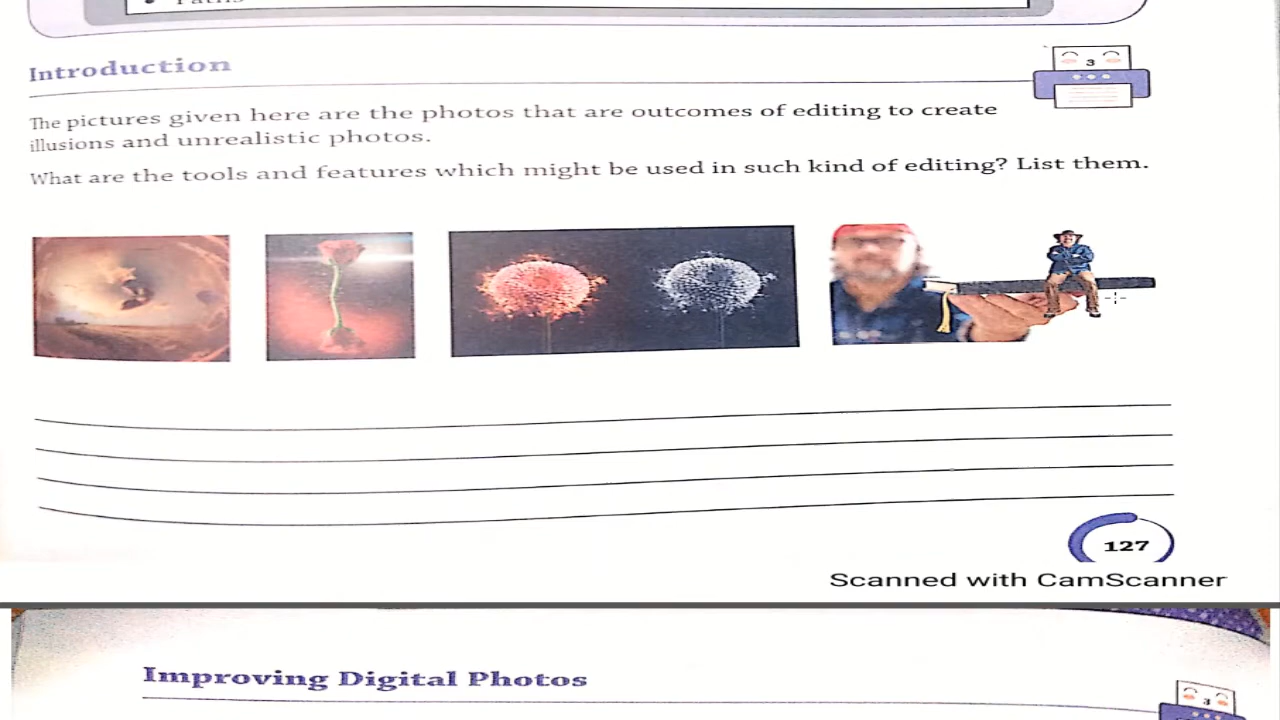 Introduction
The pictures given here are the photos that are outcomes of editing to create
illusions and unrealistic photos.
What are the tools and features which might be used in such kind of editing? List them.
127
Scanned with CamScanner
Improving Digital Photos